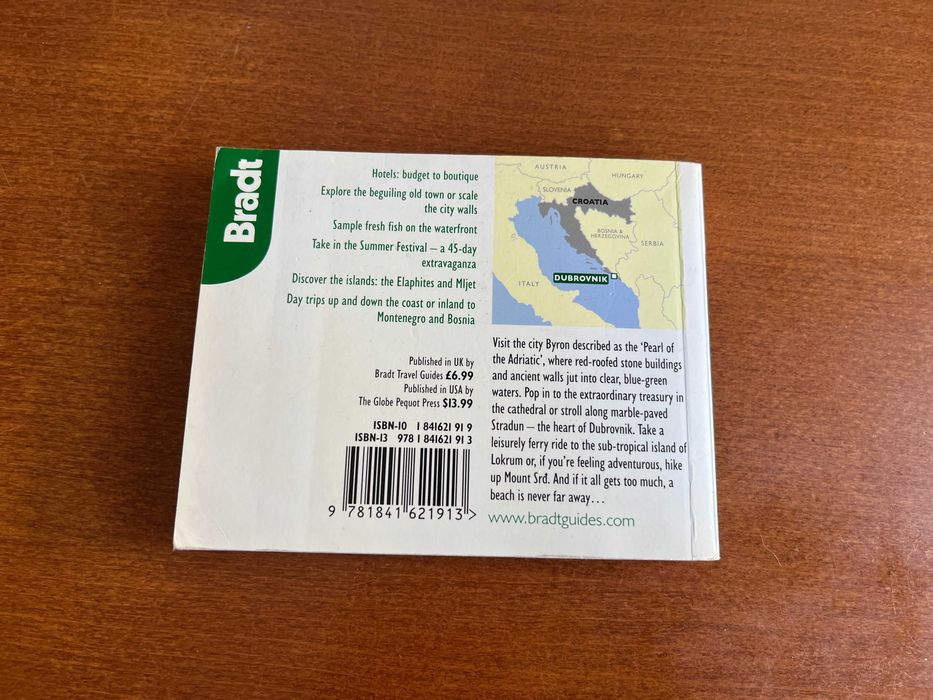 Bradt
Hotels: budget to boutique
Explore the beguiling old town or scale
the city walls
Sample fresh fish on the waterfront
Take in the Summer Festival – a 45-day
extravaganza
Discover the islands: the Elaphites and Mljet
Day trips up and down the coast or inland to
Montenegro and Bosnia
Published in UK by
Bradt Travel Guides £6.99
Published in USA by
The Globe Pequot Press $13.99
ISBN-10 1 841621 91 9
ISBN-13 978 1 841621 91 3
9 781841 621913 >
AUSTRIA
HUNGARY
SLOVENIA
CROATIA
BOSNIA &
HERZEGOVINA
SERBIA
ITALY
DUBROVNIK
Visit the city Byron described as the ‘Pearl of
the Adriatic’, where red-roofed stone buildings
and ancient walls jut into clear, blue-green
waters. Pop in to the extraordinary treasury in
the cathedral or stroll along marble-paved
Stradun – the heart of Dubrovnik. Take a
leisurely ferry ride to the sub-tropical island of
Lokrum or, if you’re feeling adventurous, hike
up Mount Srđ. And if it all gets too much, a
beach is never far away…
www.bradtguides.com